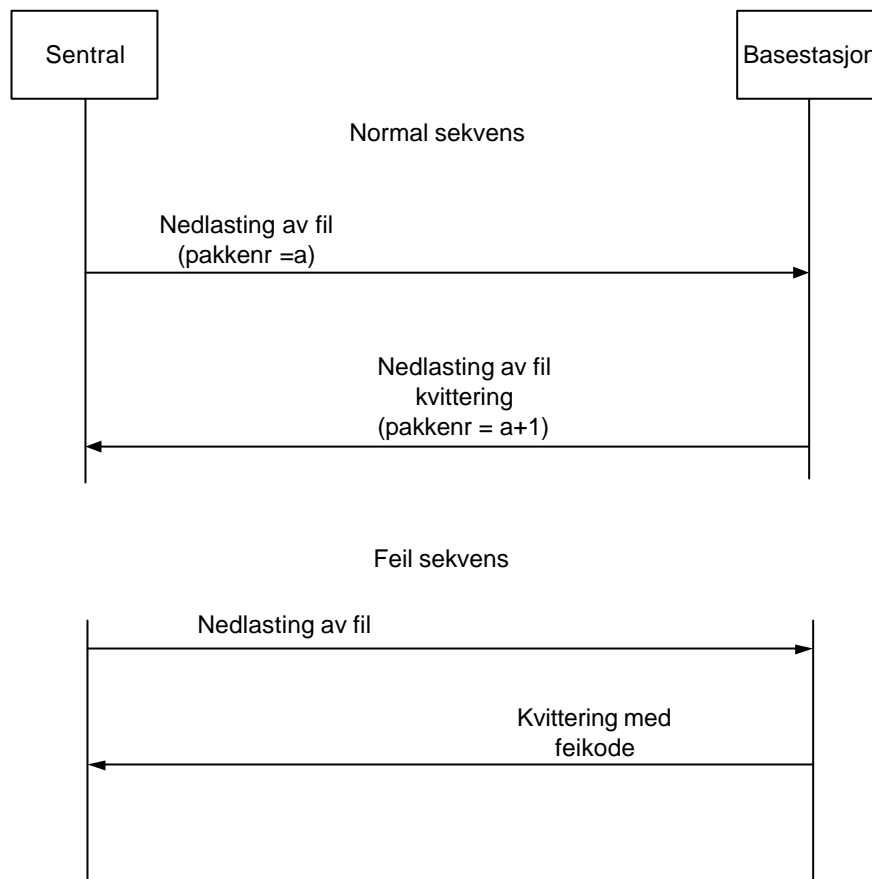 Sentral
Basestasjon
Normal sekvens
Nedlasting av fil
(pakkenr =a)
Nedlasting av fil
kvittering
(pakkenr = a+1)
Feil sekvens
Nedlasting av fil
Kvittering med
feikode